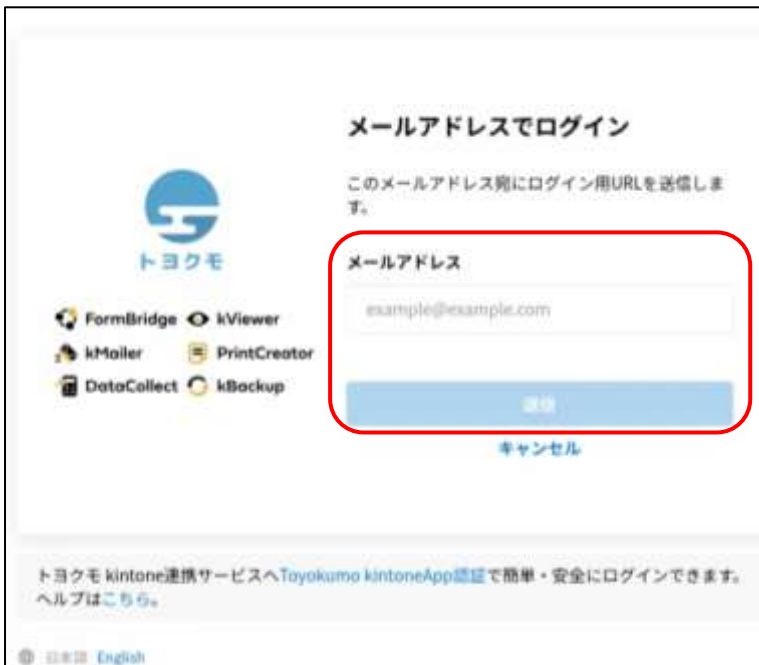 メールアドレスでログイン
このメールアドレス宛にログイン用URLを送信しま
す。
トヨクモ
メールアドレス
example@example.com
FormBridge kViewer
kMailer PrintCreator
DataCollect kBackup
送信
キャンセル
トヨクモ kintone連携サービスへToyokumo kintoneApp認証で簡単・安全にログインできます。
ヘルプはこちら。
日本語 English